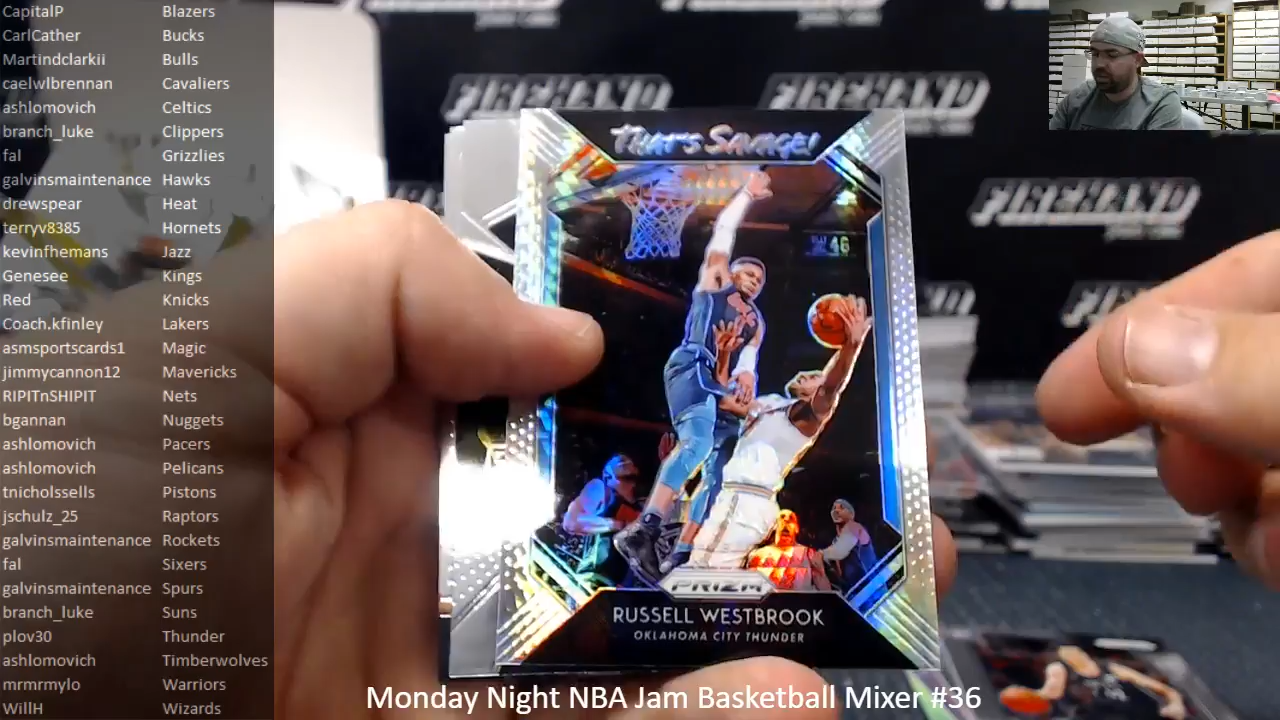 CapitalP Blazers
CarlCather Bucks
Martindclarkii Bulls
caelwlbrennan Cavaliers
ashlomovich Celtics
branch_luke Clippers
fal Grizzlies
galvinsmaintenance Hawks
drewspear Heat
terryv8385 Hornets
kevinfhemans Jazz
Genesee Kings
Red Knicks
Coach.kfinley Lakers
asmsportscards1 Magic
jimmycannon12 Mavericks
RIPITnSHIPIT Nets
bgannan Nuggets
ashlomovich Pacers
ashlomovich Pelicans
tnicholssells Pistons
jschulz_25 Raptors
galvinsmaintenance Rockets
fal Sixers
galvinsmaintenance Spurs
branch_luke Suns
plov30 Thunder
ashlomovich Timberwolves
mrmrmylo Warriors
WillH Wizards
FIREHAND FIREHAND
FIREHAND
THAT'S SAVAGE!
PRIZM
RUSSELL WESTBROOK
OKLAHOMA CITY THUNDER
Monday Night NBA Jam Basketball Mixer #36